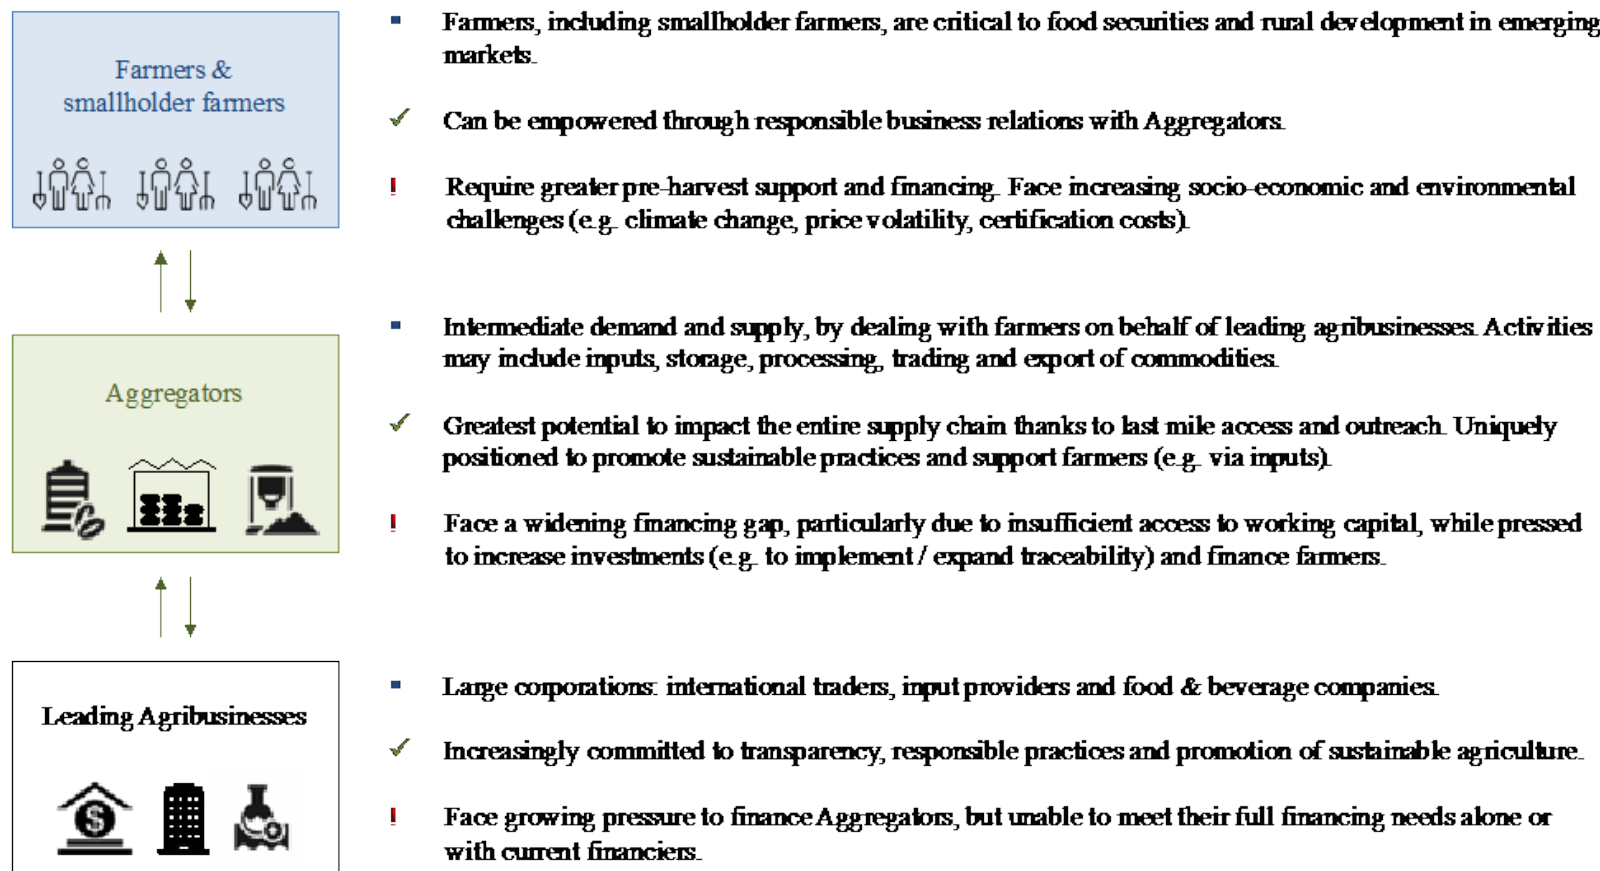 Farmers &
smallholder farmers
Farmers, including smallholder farmers, are critical to food securities and rural development in emerging
markets.
Can be empowered through responsible business relations with Aggregators.
Require greater pre-harvest support and financing. Face increasing socio-economic and environmental
challenges (e.g. climate change, price volatility, certification costs).
Aggregators
Intermediate demand and supply, by dealing with farmers on behalf of leading agribusinesses. Activities
may include inputs, storage, processing, trading and export of commodities.
Greatest potential to impact the entire supply chain thanks to last mile access and outreach. Uniquely
positioned to promote sustainable practices and support farmers (e.g. via inputs).
Face a widening financing gap, particularly due to insufficient access to working capital, while pressed
to increase investments (e.g. to implement / expand traceability) and finance farmers.
Leading Agribusinesses
Large corporations: international traders, input providers and food & beverage companies.
Increasingly committed to transparency, responsible practices and promotion of sustainable agriculture.
Face growing pressure to finance Aggregators, but unable to meet their full financing needs alone or
with current financiers.